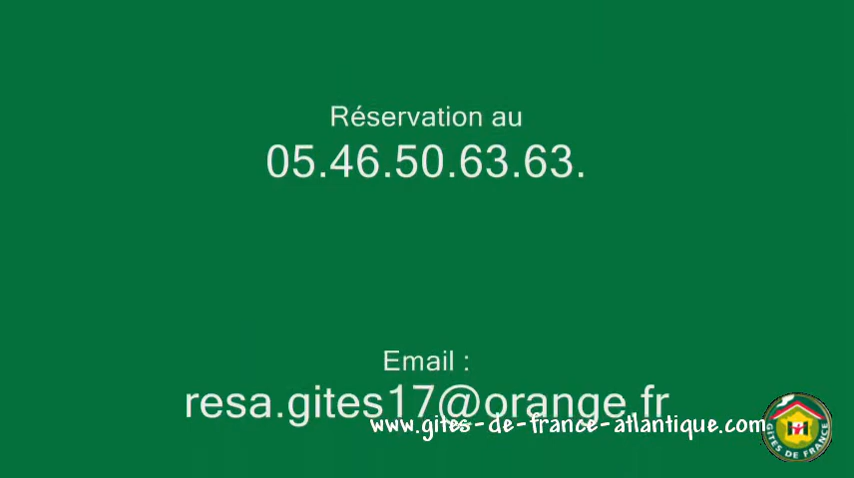 Réservation au
05.46.50.63.63.
Email :
resa.gites17@orange.fr
www.gites-de-france-atlantique.com
GÎTES DE FRANCE